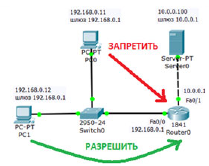 192.168.0.11
шлюз 192.168.0.1
10.0.0.100
шлюз 10.0.0.1
PC-PT
PC0
ЗАПРЕТИТЬ
Server-PT
Server0
192.168.0.12
шлюз 192.168.0.1
10.0.0.1
Fa0/1
PC-PT
PC1
2950-24
Switch0
Fa0/0
192.168.0.1
1841
Router0
РАЗРЕШИТЬ